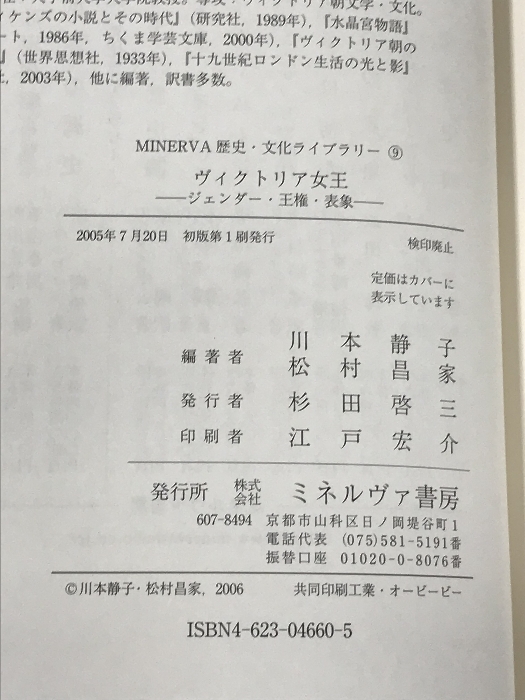 ィケンズの小説とその時代』(研究社, 1989年), 『水晶宮物語』
ート, 1986年, ちくま学芸文庫, 2000年), 『ヴィクトリア朝の
』(世界思想社, 1933年), 『十九世紀ロンドン生活の光と影』
社, 2003年), 他に編著, 訳書多数。
MINERVA 歴史・文化ライブラリー ⑨
ヴィクトリア女王
――ジェンダー・王権・表象――
2005年7月20日 初版第1刷発行 検印廃止
定価はカバーに
表示しています
編著者 川本静子
松村昌家
発行者 杉田啓三
印刷者 江戸宏介
発行所 株式会社 ミネルヴァ書房
607-8494 京都市山科区日ノ岡堤谷町1
電話代表 (075)581-5191番
振替口座 01020-0-8076番
©川本静子・松村昌家, 2006 共同印刷工業・オービービー
ISBN4-623-04660-5